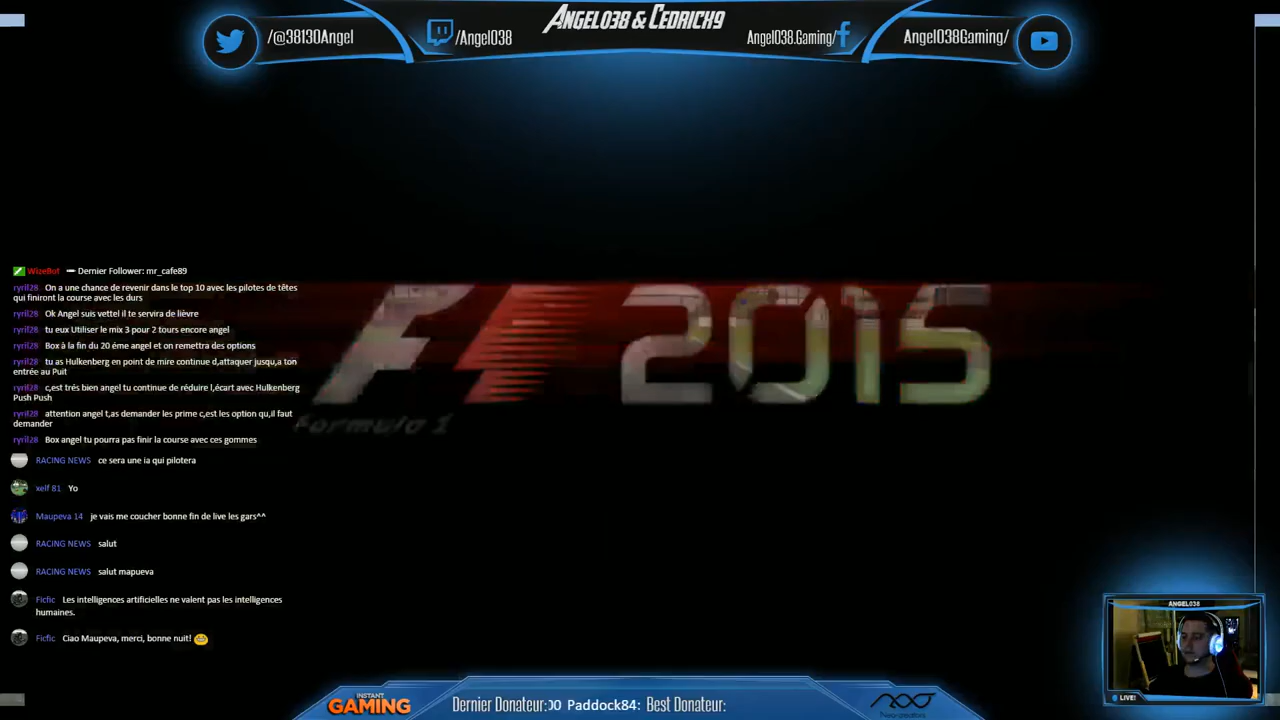 /@38130Angel
/Angel038
Angel038 & Cedrickx9
Angel038.Gaming/
Angel038Gaming/
WizeBot Dernier Follower: mr_cafe89
ryril28 On a une chance de revenir dans le top 10 avec les pilotes de têtes
qui finiront la course avec les durs
ryril28 Ok Angel suis vettel il te servira de lièvre
ryril28 tu eux Utiliser le mix 3 pour 2 tours encore angel
ryril28 Box à la fin du 20 éme angel et on remettra des options
ryril28 tu as Hulkenberg en point de mire continue d,attaquer jusqu,a ton
entrée au Puit
ryril28 c,est trés bien angel tu continue de réduire l,écart avec Hulkenberg
Push Push
ryril28 attention angel t,as demander les prime c,est les option qu,il faut
demander
ryril28 Box angel tu pourra pas finir la course avec ces gommes
RACING NEWS ce sera une ia qui pilotera
xelf 81 Yo
Maupeva 14 je vais me coucher bonne fin de live les gars^^
RACING NEWS salut
RACING NEWS salut mapueva
Ficfic Les intelligences artificielles ne valent pas les intelligences
humaines.
Ficfic Ciao Maupeva, merci, bonne nuit!
F1 2015
Formula 1
ANGEL038
LIVE!
INSTANT
GAMING
Dernier Donateur: Paddock84: Best Donateur: